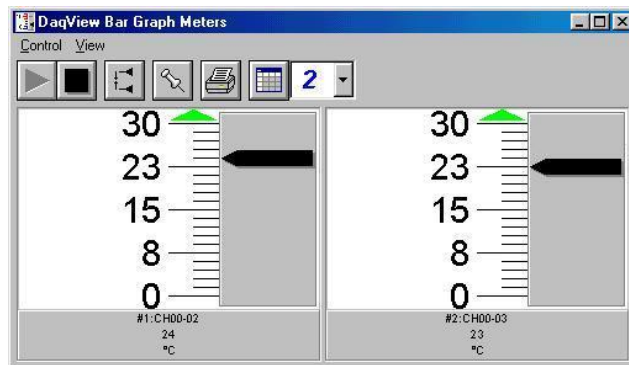 DaqView Bar Graph Meters
Control View
2
30
23
15
8
0
#1:CH00-02
24
°C
30
23
15
8
0
#2:CH00-03
23
°C